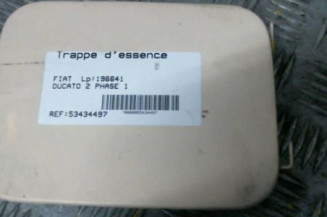 Trappe d'essence
FIAT Lp:196641
DUCATO 2 PHASE 1
REF:53434497